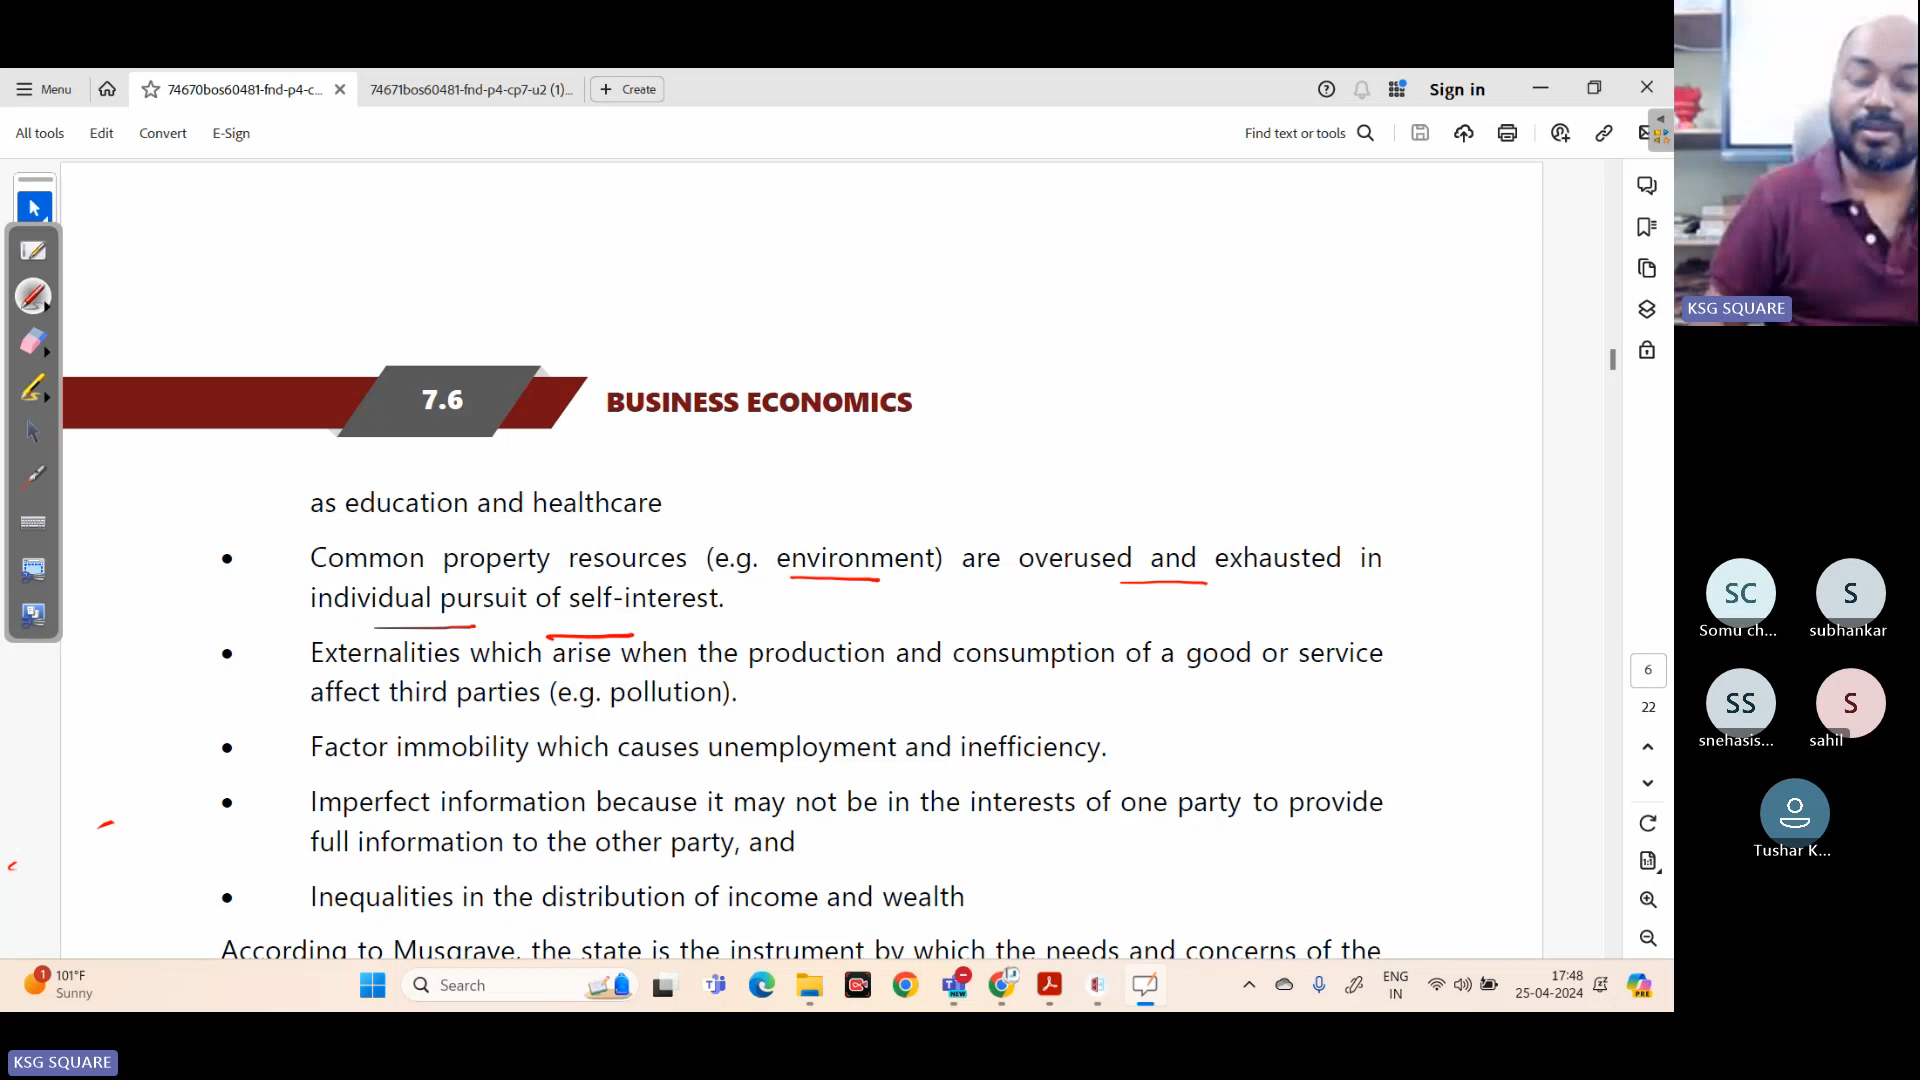 Menu
74670bos60481-fnd-p4-c...
74671bos60481-fnd-p4-cp7-u2 (1)...
Create
Sign in
All tools
Edit
Convert
E-Sign
Find text or tools
KSG SQUARE
7.6
BUSINESS ECONOMICS
as education and healthcare
• Common property resources (e.g. environment) are overused and exhausted in
individual pursuit of self-interest.
• Externalities which arise when the production and consumption of a good or service
affect third parties (e.g. pollution).
• Factor immobility which causes unemployment and inefficiency.
• Imperfect information because it may not be in the interests of one party to provide
full information to the other party, and
• Inequalities in the distribution of income and wealth
According to Musgrave, the state is the instrument by which the needs and concerns of the
6
22
SC
Somu ch...
S
subhankar
SS
snehasis...
S
sahil
Tushar K...
1
101°F
Sunny
Search
NEW
ENG
IN
17:48
25-04-2024
PRE
KSG SQUARE